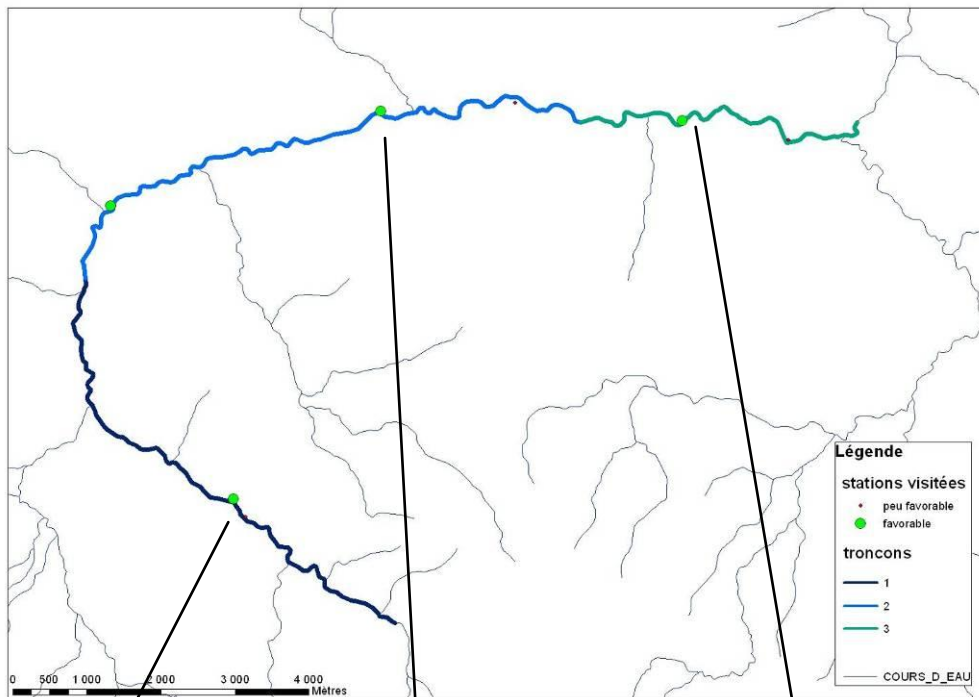 Légende
stations visitées
peu favorable
favorable
troncons
1
2
3
COURS_D_EAU
0 500 1 000 2 000 3 000 4 000
Mètres